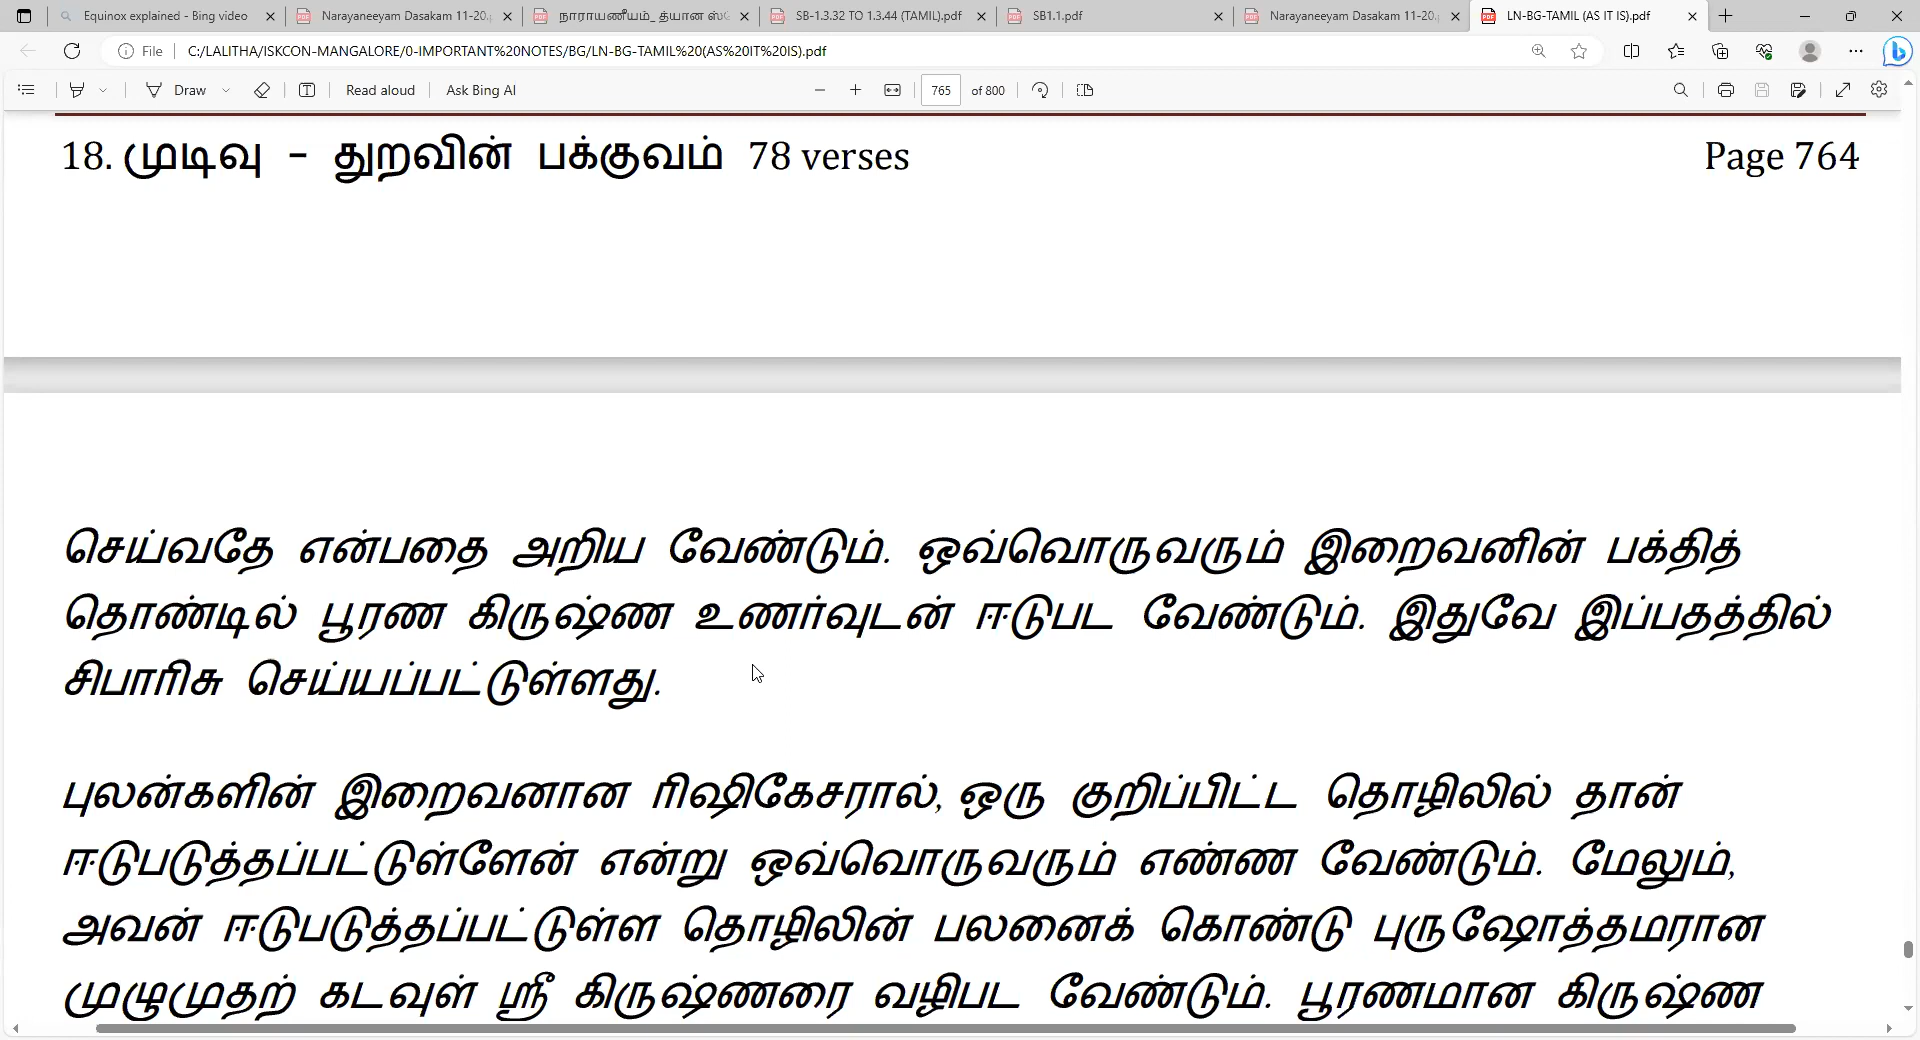 Equinox explained - Bing video
Narayaneeyam Dasakam 11-20.
நாராயணீயம்_ த்யான
SB-1.3.32 TO 1.3.44 (TAMIL).pdf
SB1.1.pdf
Narayaneeyam Dasakam 11-20.
LN-BG-TAMIL (AS IT IS).pdf
File
C:/LALITHA/ISKCON-MANGALORE/0-IMPORTANT%20NOTES/BG/LN-BG-TAMIL%20(AS%20IT%20IS).pdf
Draw
Read aloud
Ask Bing AI
765 of 800
18. முடிவு - துறவின் பக்குவம் 78 verses
Page 764
செய்வதே என்பதை அறிய வேண்டும். ஒவ்வொருவரும் இறைவனின் பக்தித்
தொண்டில் பூரண கிருஷ்ண உணர்வுடன் ஈடுபட வேண்டும். இதுவே இப்பதத்தில்
சிபாரிசு செய்யப்பட்டுள்ளது.
புலன்களின் இறைவனான ரிஷிகேசரால், ஒரு குறிப்பிட்ட தொழிலில் தான்
ஈடுபடுத்தப்பட்டுள்ளேன் என்று ஒவ்வொருவரும் எண்ண வேண்டும். மேலும்,
அவன் ஈடுபடுத்தப்பட்டுள்ள தொழிலின் பலனைக் கொண்டு புருஷோத்தமரான
முழுமுதற் கடவுள் ஸ்ரீ கிருஷ்ணரை வழிபட வேண்டும். பூரணமான கிருஷ்ண